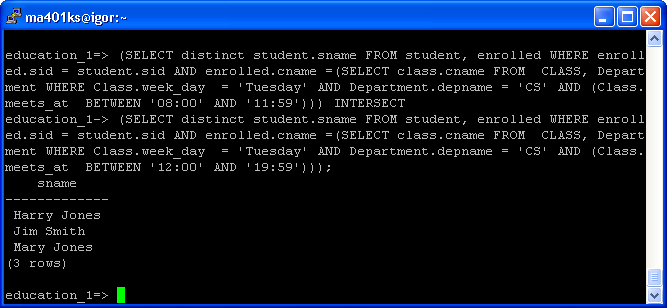 ma401ks@igor:~
education_1=> (SELECT distinct student.sname FROM student, enrolled WHERE enroll
ed.sid = student.sid AND enrolled.cname =(SELECT class.cname FROM  CLASS, Depart
ment WHERE Class.week_day  = 'Tuesday' AND Department.depname = 'CS' AND (Class.
meets_at  BETWEEN '08:00' AND '11:59'))) INTERSECT
education_1-> (SELECT distinct student.sname FROM student, enrolled WHERE enroll
ed.sid = student.sid AND enrolled.cname =(SELECT class.cname FROM  CLASS, Depart
ment WHERE Class.week_day  = 'Tuesday' AND Department.depname = 'CS' AND (Class.
meets_at  BETWEEN '12:00' AND '19:59')));
    sname
-------------
 Harry Jones
 Jim Smith
 Mary Jones
(3 rows)
education_1=>